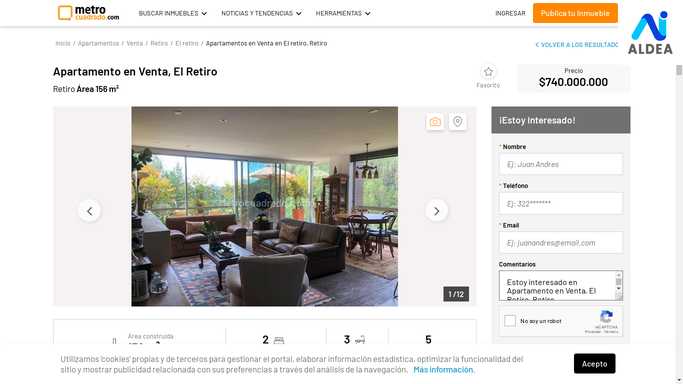 metro
cuadrado.com
BUSCAR INMUEBLES
NOTICIAS Y TENDENCIAS
HERRAMIENTAS
INGRESAR
Publica tu Inmueble
AIDEA
Inicio / Apartamentos / Venta / Retiro / El retiro / Apartamentos en Venta en El retiro, Retiro
VOLVER A LOS RESULTADO
Apartamento en Venta, El Retiro
Retiro Área 156 m²
Favorito
Precio
$740.000.000
metrocuadrado.com
1 /12
¡Estoy Interesado!
* Nombre
Ej: Juan Andres
* Teléfono
Ej: 322*******
* Email
Ej: juanandres@email.com
Comentarios
Estoy interesado en
Apartamento en Venta, El
Retiro, Retiro
No soy un robot
reCAPTCHA
Privacidad - Términos
Área construida
2
3
5
Utilizamos 'cookies' propias y de terceros para gestionar el portal, elaborar información estadística, optimizar la funcionalidad del
sitio y mostrar publicidad relacionada con sus preferencias a través del análisis de la navegación. Más información.
Acepto